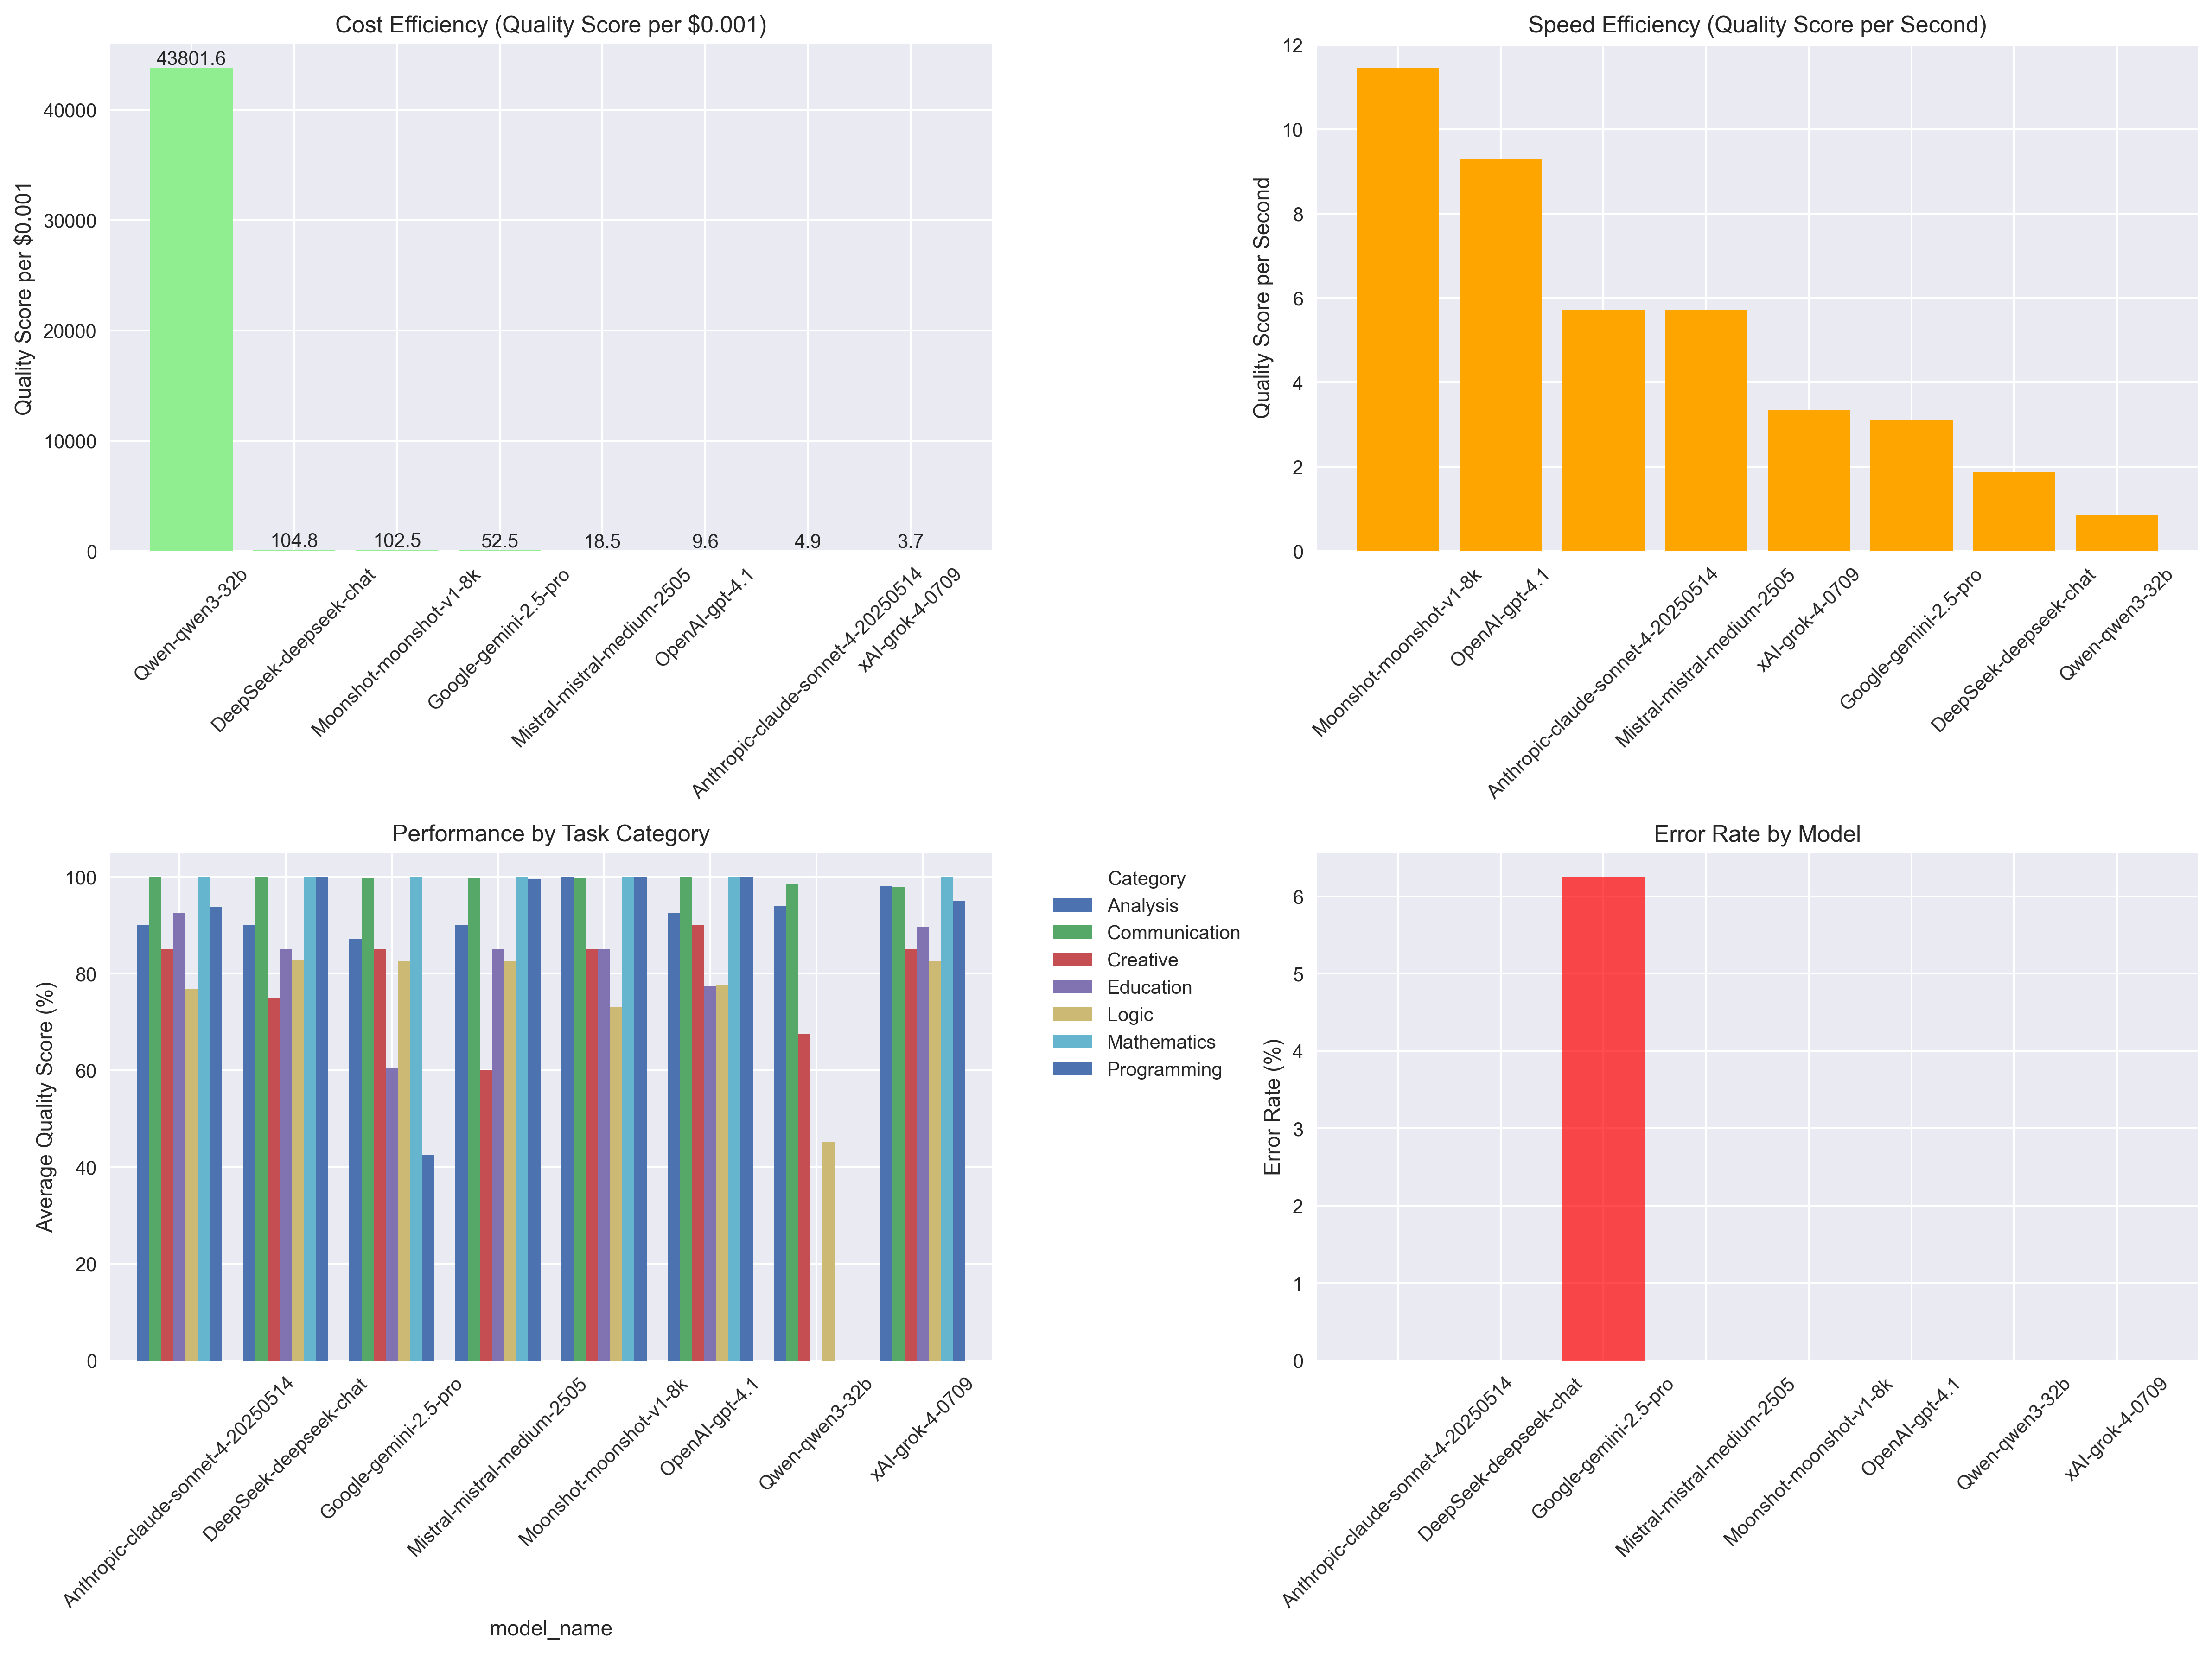 Cost Efficiency (Quality Score per $0.001)
Quality Score per $0.001
40000
30000
20000
10000
0
43801.6
104.8
102.5
52.5
18.5
9.6
4.9
3.7
Qwen-qwen3-32b
DeepSeek-deepseek-chat
Moonshot-moonshot-v1-8k
Google-gemini-2.5-pro
Mistral-mistral-medium-2505
OpenAI-gpt-4.1
Anthropic-claude-sonnet-4-20250514
xAI-grok-4-0709
Speed Efficiency (Quality Score per Second)
Quality Score per Second
12
10
8
6
4
2
0
Moonshot-moonshot-v1-8k
OpenAI-gpt-4.1
Anthropic-claude-sonnet-4-20250514
Mistral-mistral-medium-2505
xAI-grok-4-0709
Google-gemini-2.5-pro
DeepSeek-deepseek-chat
Qwen-qwen3-32b
Performance by Task Category
Average Quality Score (%)
100
80
60
40
20
0
Anthropic-claude-sonnet-4-20250514
DeepSeek-deepseek-chat
Google-gemini-2.5-pro
Mistral-mistral-medium-2505
Moonshot-moonshot-v1-8k
OpenAI-gpt-4.1
Qwen-qwen3-32b
xAI-grok-4-0709
model_name
Category
Analysis
Communication
Creative
Education
Logic
Mathematics
Programming
Error Rate by Model
Error Rate (%)
6
5
4
3
2
1
0
Anthropic-claude-sonnet-4-20250514
DeepSeek-deepseek-chat
Google-gemini-2.5-pro
Mistral-mistral-medium-2505
Moonshot-moonshot-v1-8k
OpenAI-gpt-4.1
Qwen-qwen3-32b
xAI-grok-4-0709